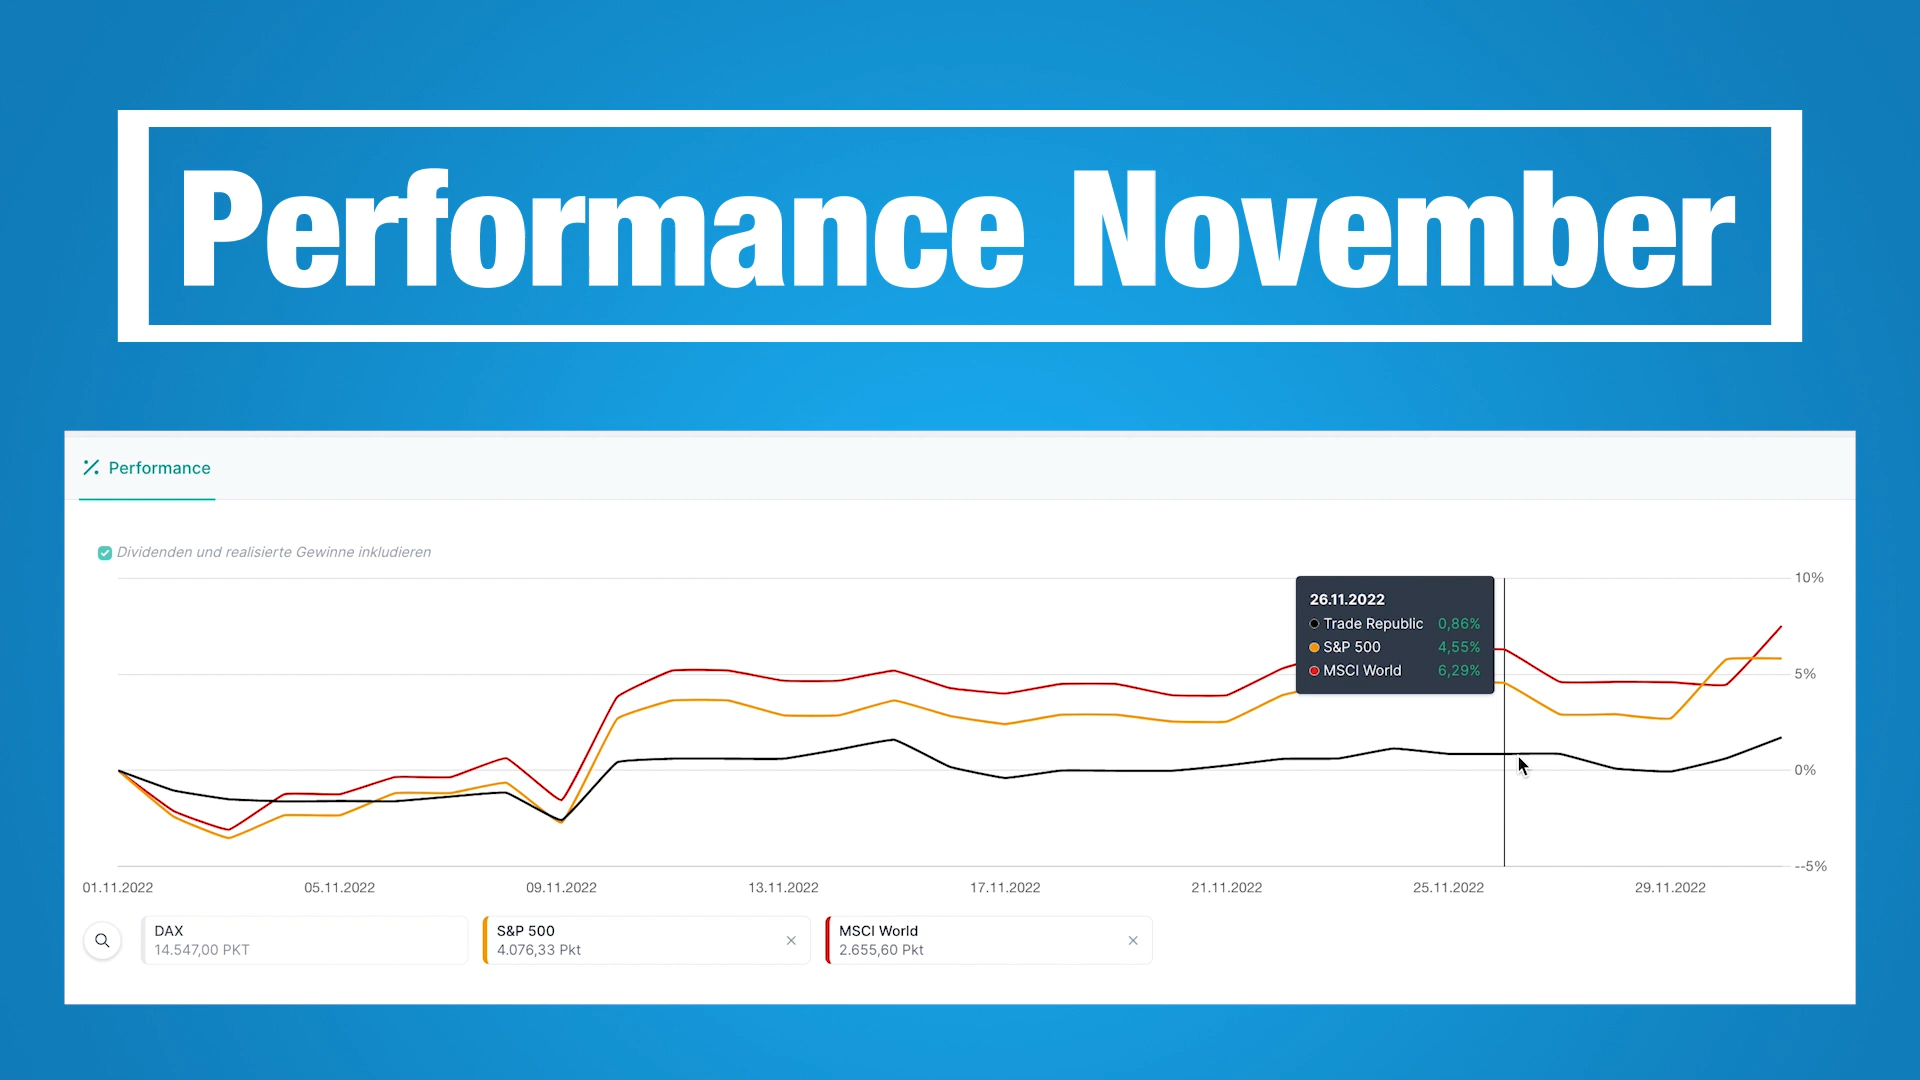 Performance November
Performance
Dividenden und realisierte Gewinne inkludieren
10%
26.11.2022
Trade Republic 0,86%
S&P 500 4,55%
MSCI World 6,29%
5%
0%
--5%
01.11.2022 05.11.2022 09.11.2022 13.11.2022 17.11.2022 21.11.2022 25.11.2022 29.11.2022
DAX
14.547,00 PKT
S&P 500
4.076,33 Pkt
MSCI World
2.655,60 Pkt